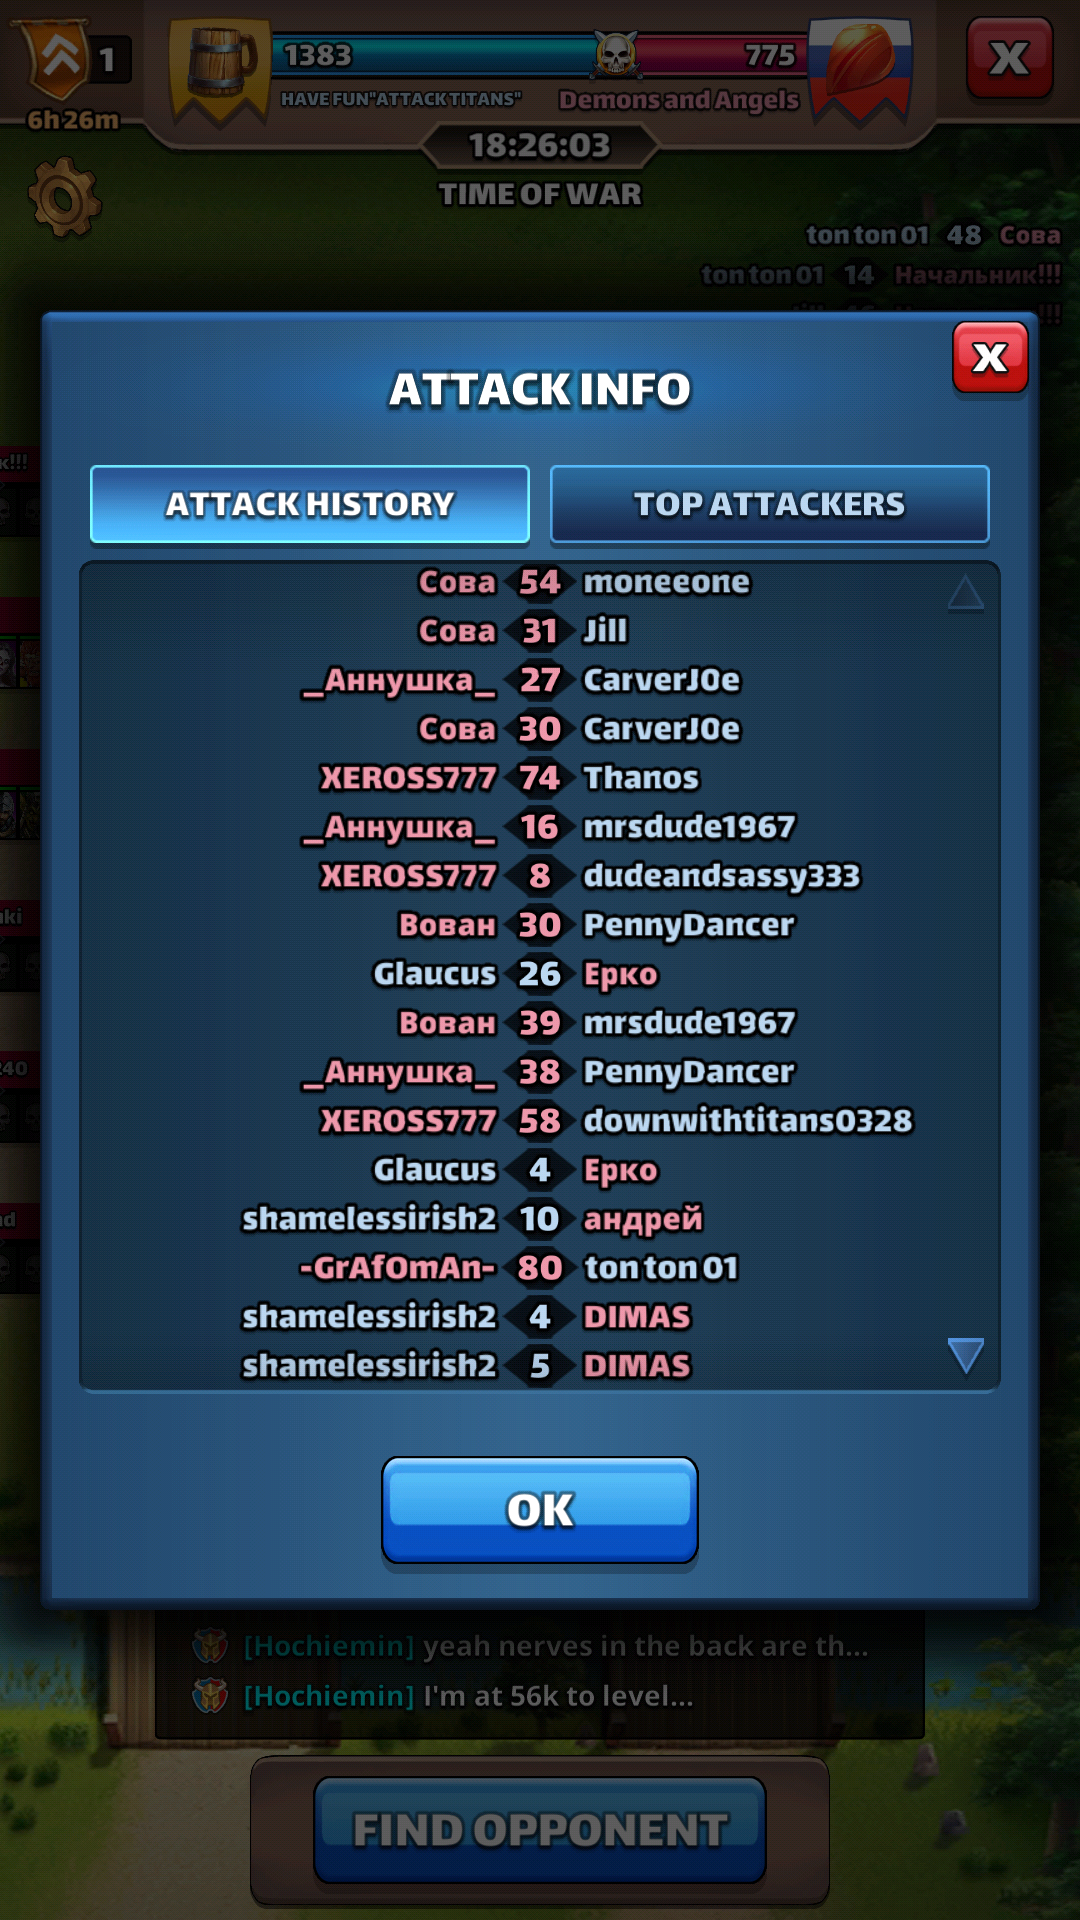 1
1383
775
X
HAVE FUN"ATTACK TITANS"
Demons and Angels
6h 26m
18:26:03
TIME OF WAR
ton ton 01 48 Сова
ton ton 01 14 Начальник!!!
ATTACK INFO
X
ATTACK HISTORY
TOP ATTACKERS
Сова 54 moneeone
Сова 31 Jill
_Аннушка_ 27 CarverJ0e
Сова 30 CarverJ0e
XEROSS777 74 Thanos
_Аннушка_ 16 mrsdude1967
XEROSS777 8 dudeandsassy333
Вован 30 PennyDancer
Glaucus 26 Ерко
Вован 39 mrsdude1967
_Аннушка_ 38 PennyDancer
XEROSS777 58 downwithtitans0328
Glaucus 4 Ерко
shamelessirish2 10 андрей
-GrAfOmAn- 80 ton ton 01
shamelessirish2 4 DIMAS
shamelessirish2 5 DIMAS
OK
[Hochiemin] yeah nerves in the back are th...
[Hochiemin] I'm at 56k to level...
FIND OPPONENT